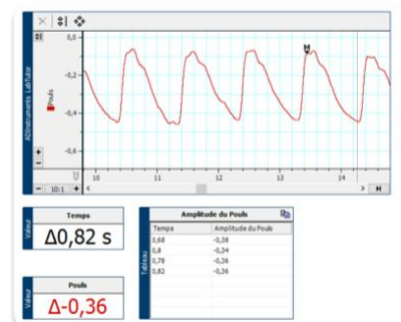 ADInstruments LabTutor
0,0
-0,2
-0,4
-0,6
Pouls
M
10
11
12
13
14
10:1
Valeur
Temps
Δ0,82 s
Valeur
Pouls
Δ-0,36
Tableau
Amplitude du Pouls
Temps Amplitude du Pouls
0,68 -0,38
0,8 -0,34
0,78 -0,36
0,82 -0,36